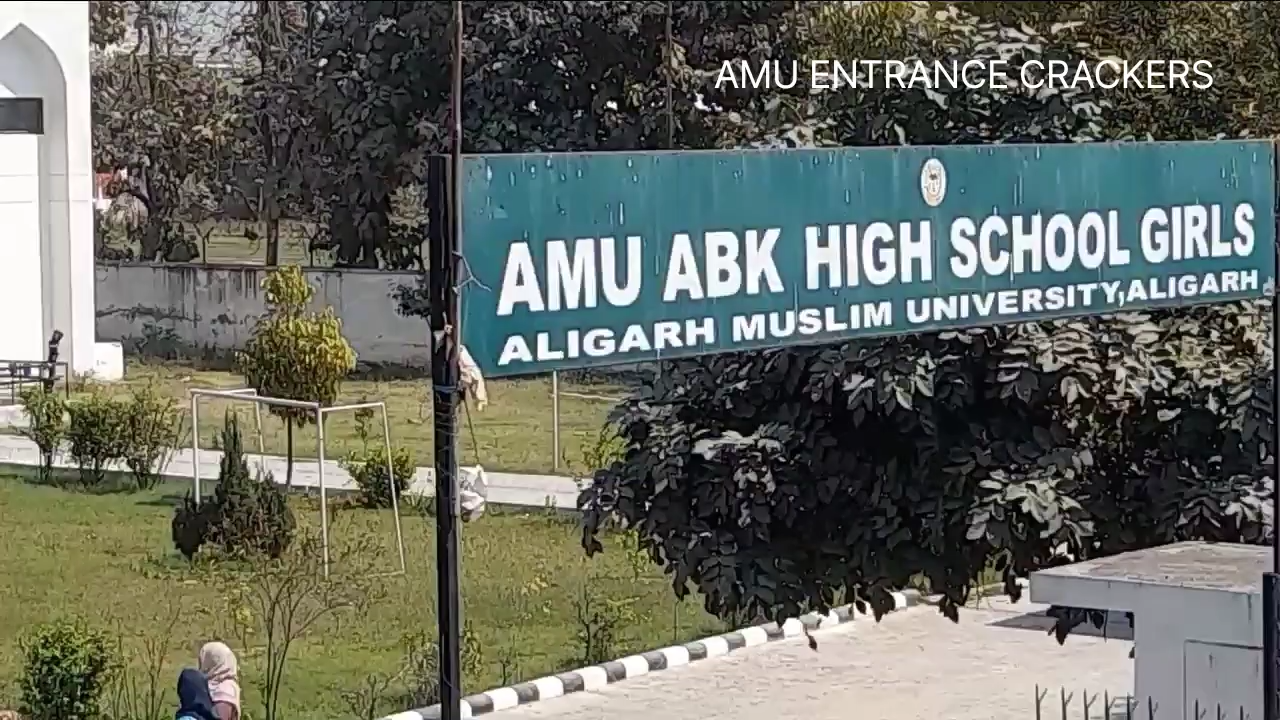 AMU ENTRANCE CRACKERS
AMU ABK HIGH SCHOOL GIRLS
ALIGARH MUSLIM UNIVERSITY,ALIGARH